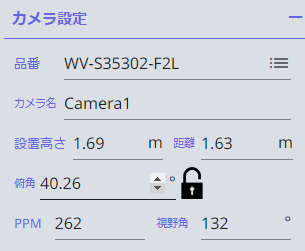 カメラ設定
品番 WV-S35302-F2L
カメラ名 Camera1
設置高さ 1.69 m 距離 1.63 m
俯角 40.26 °
PPM 262 視野角 132 °